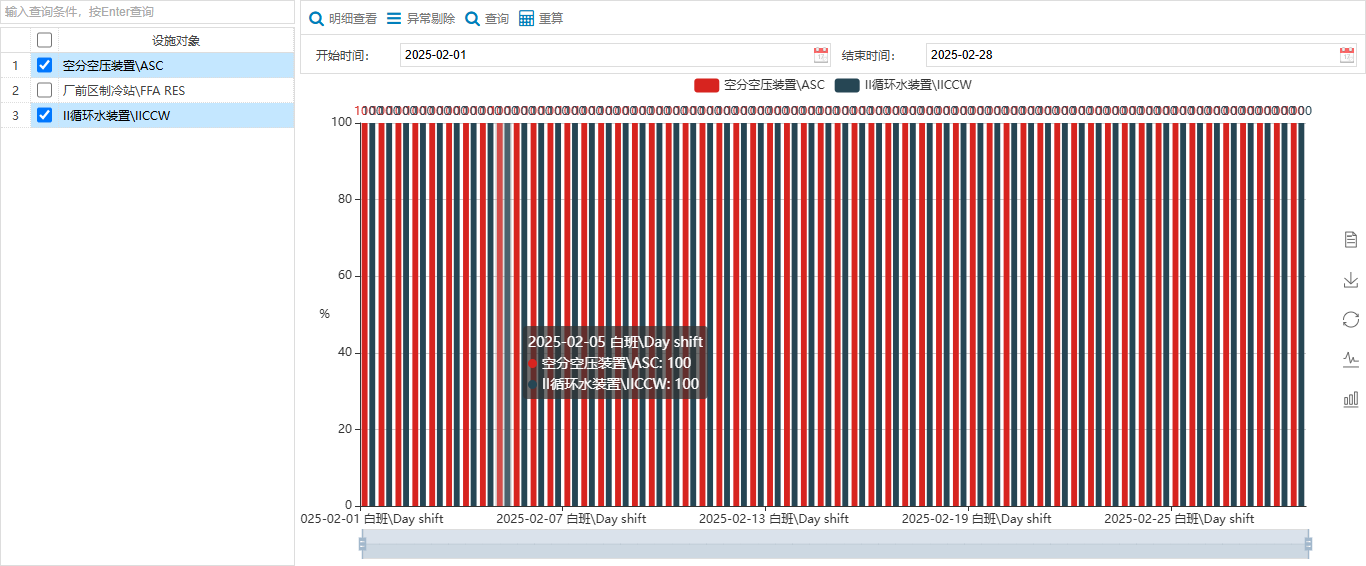 输入查询条件，按Enter查询
设施对象
1 空分空压装置\ASC
2 厂前区制冷站\FFA RES
3 II循环水装置\IICCW
明细查看 异常剔除 查询 重算
开始时间： 2025-02-01 结束时间： 2025-02-28
空分空压装置\ASC II循环水装置\IICCW
100
80
60
%
40
20
0
2025-02-05 白班\Day shift
空分空压装置\ASC: 100
II循环水装置\IICCW: 100
025-02-01 白班\Day shift 2025-02-07 白班\Day shift 2025-02-13 白班\Day shift 2025-02-19 白班\Day shift 2025-02-25 白班\Day shift